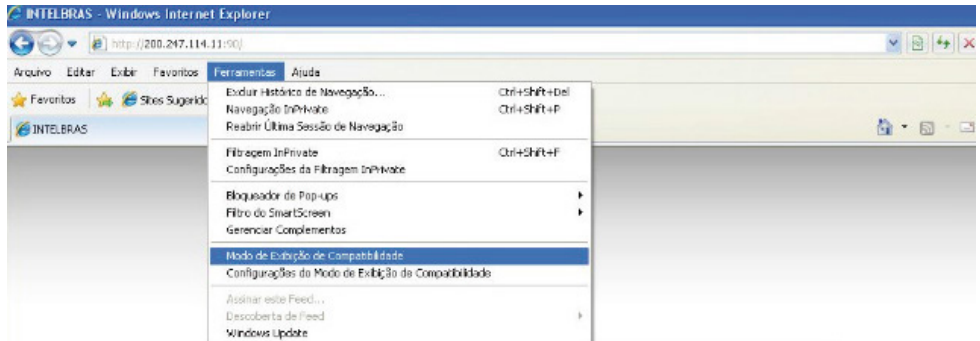 INTELBRAS - Windows Internet Explorer
http://200.247.114.11:90/
Arquivo Editar Exibir Favoritos Ferramentas Ajuda
Favoritos Sites Sugerido
INTELBRAS
Excluir Histórico de Navegação... Ctrl+Shift+Del
Navegação InPrivate Ctrl+Shift+P
Reabrir Última Sessão de Navegação
Filtragem InPrivate Ctrl+Shift+F
Configurações da Filtragem InPrivate
Bloqueador de Pop-ups
Filtro do SmartScreen
Gerenciar Complementos
Modo de Exibição de Compatibilidade
Configurações do Modo de Exibição de Compatibilidade
Assinar este Feed...
Descoberta de Feed
Windows Update